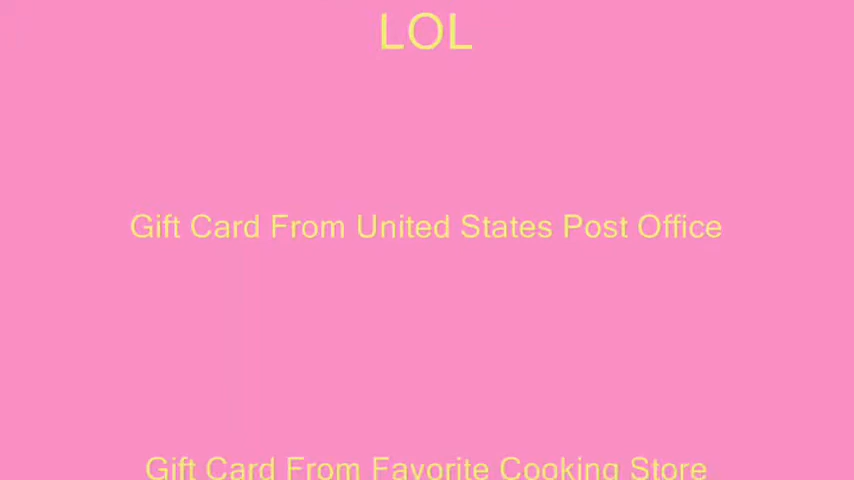 LOL
Gift Card From United States Post Office
Gift Card From Favorite Cooking Store